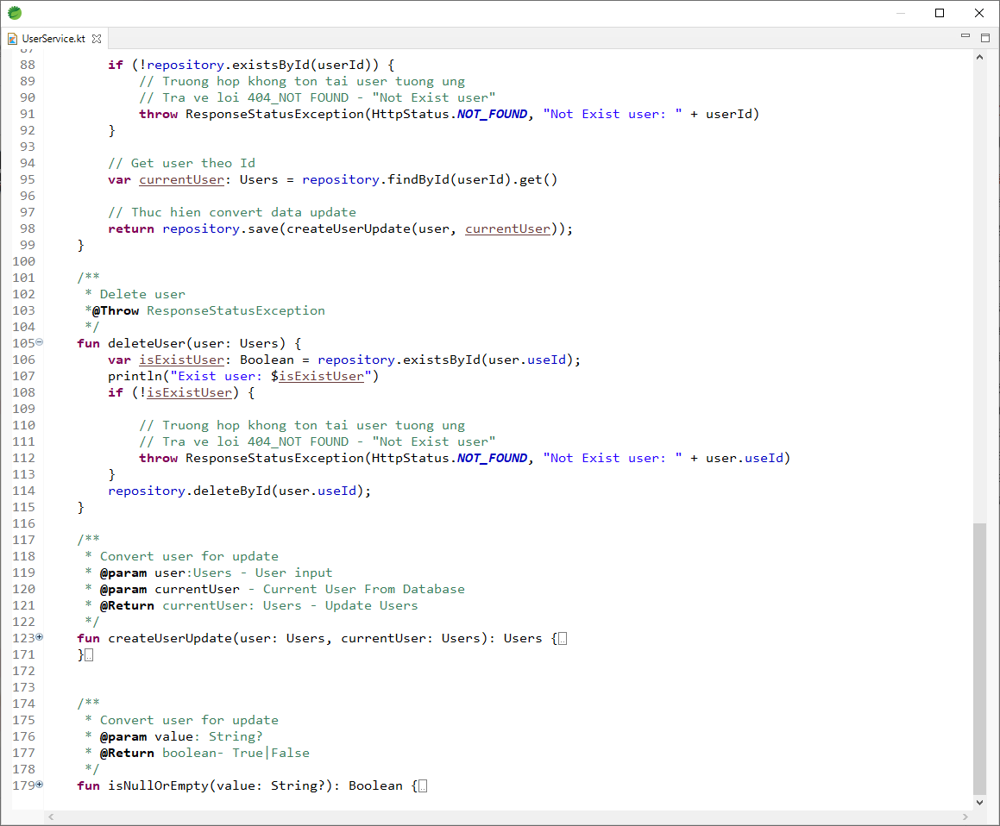 UserService.kt
87
88 if (!repository.existsById(userId)) {
89 // Truong hop khong ton tai user tuong ung
90 // Tra ve loi 404_NOT FOUND - "Not Exist user"
91 throw ResponseStatusException(HttpStatus.NOT_FOUND, "Not Exist user: " + userId)
92 }
93
94 // Get user theo Id
95 var currentUser: Users = repository.findById(userId).get()
96
97 // Thuc hien convert data update
98 return repository.save(createUserUpdate(user, currentUser));
99 }
100
101 /**
102 * Delete user
103 *@Throw ResponseStatusException
104 */
105 fun deleteUser(user: Users) {
106 var isExistUser: Boolean = repository.existsById(user.useId);
107 println("Exist user: $isExistUser")
108 if (!isExistUser) {
109
110 // Truong hop khong ton tai user tuong ung
111 // Tra ve loi 404_NOT FOUND - "Not Exist user"
112 throw ResponseStatusException(HttpStatus.NOT_FOUND, "Not Exist user: " + user.useId)
113 }
114 repository.deleteById(user.useId);
115 }
116
117 /**
118 * Convert user for update
119 * @param user:Users - User input
120 * @param currentUser - Current User From Database
121 * @Return currentUser: Users - Update Users
122 */
123 fun createUserUpdate(user: Users, currentUser: Users): Users {
171 }
172
173
174 /**
175 * Convert user for update
176 * @param value: String?
177 * @Return boolean- True|False
178 */
179 fun isNullOrEmpty(value: String?): Boolean {